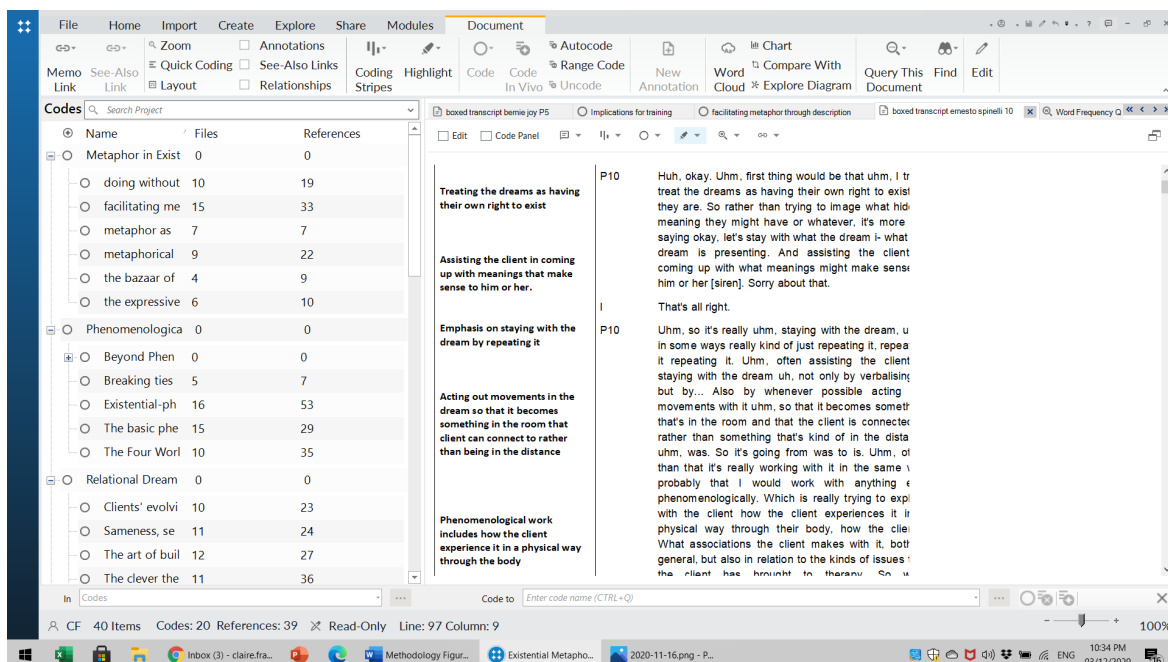 File Home Import Create Explore Share Modules Document
Memo Link
See-Also Link
Zoom
Quick Coding
Layout
Annotations
See-Also Links
Relationships
Coding Stripes
Highlight
Code
Code In Vivo
Autocode
Range Code
Uncode
New Annotation
Word Cloud
Chart
Compare With
Explore Diagram
Query This Document
Find
Edit
Codes Search Project
boxed transcript bernie joy P5 Implications for training facilitating metaphor through description boxed transcript ernesto spinelli 10 Word Frequency Q
Edit Code Panel
Name Files References
Metaphor in Exist 0 0
doing without 10 19
facilitating me 15 33
metaphor as 7 7
metaphorical 9 22
the bazaar of 4 9
the expressive 6 10
Phenomenologica 0 0
Beyond Phen 0 0
Breaking ties 5 7
Existential-ph 16 53
The basic phe 15 29
The Four Worl 10 35
Relational Dream 0 0
Clients' evolvi 10 23
Sameness, se 11 24
The art of buil 12 27
The clever the 11 36
Treating the dreams as having
their own right to exist
Assisting the client in coming
up with meanings that make
sense to him or her.
Emphasis on staying with the
dream by repeating it
Acting out movements in the
dream so that it becomes
something in the room that
client can connect to rather
than being in the distance
Phenomenological work
includes how the client
experience it in a physical way
through the body
P10 Huh, okay. Uhm, first thing would be that uhm, I tr
treat the dreams as having their own right to exist
they are. So rather than trying to image what hid
meaning they might have or whatever, it's more
saying okay, let's stay with what the dream i- what
dream is presenting. And assisting the client
coming up with what meanings might make sense
him or her [siren]. Sorry about that.
I That's all right.
P10 Uhm, so it's really uhm, staying with the dream, u
in some ways really kind of just repeating it, repea
it repeating it. Uhm, often assisting the client
staying with the dream uh, not only by verbalising
but by... Also by whenever possible acting
movements with it uhm, so that it becomes someth
that's in the room and that the client is connected
rather than something that's kind of in the dista
uhm, was. So it's going from was to is. Uhm, of
than that it's really working with it in the same
probably that I would work with anything e
phenomenologically. Which is really trying to expl
with the client how the client experiences it i
physical way through their body, how the clie
What associations the client makes with it, both
general, but also in relation to the kinds of issues
the client has brought to therapy. So w
In Codes Code to Enter code name (CTRL+Q)
CF 40 Items Codes: 20 References: 39 Read-Only Line: 97 Column: 9 100%
Inbox (3) - claire.fra... Methodology Figur... Existential Metapho... 2020-11-16.png - P... ENG 10:34 PM
03/12/2020